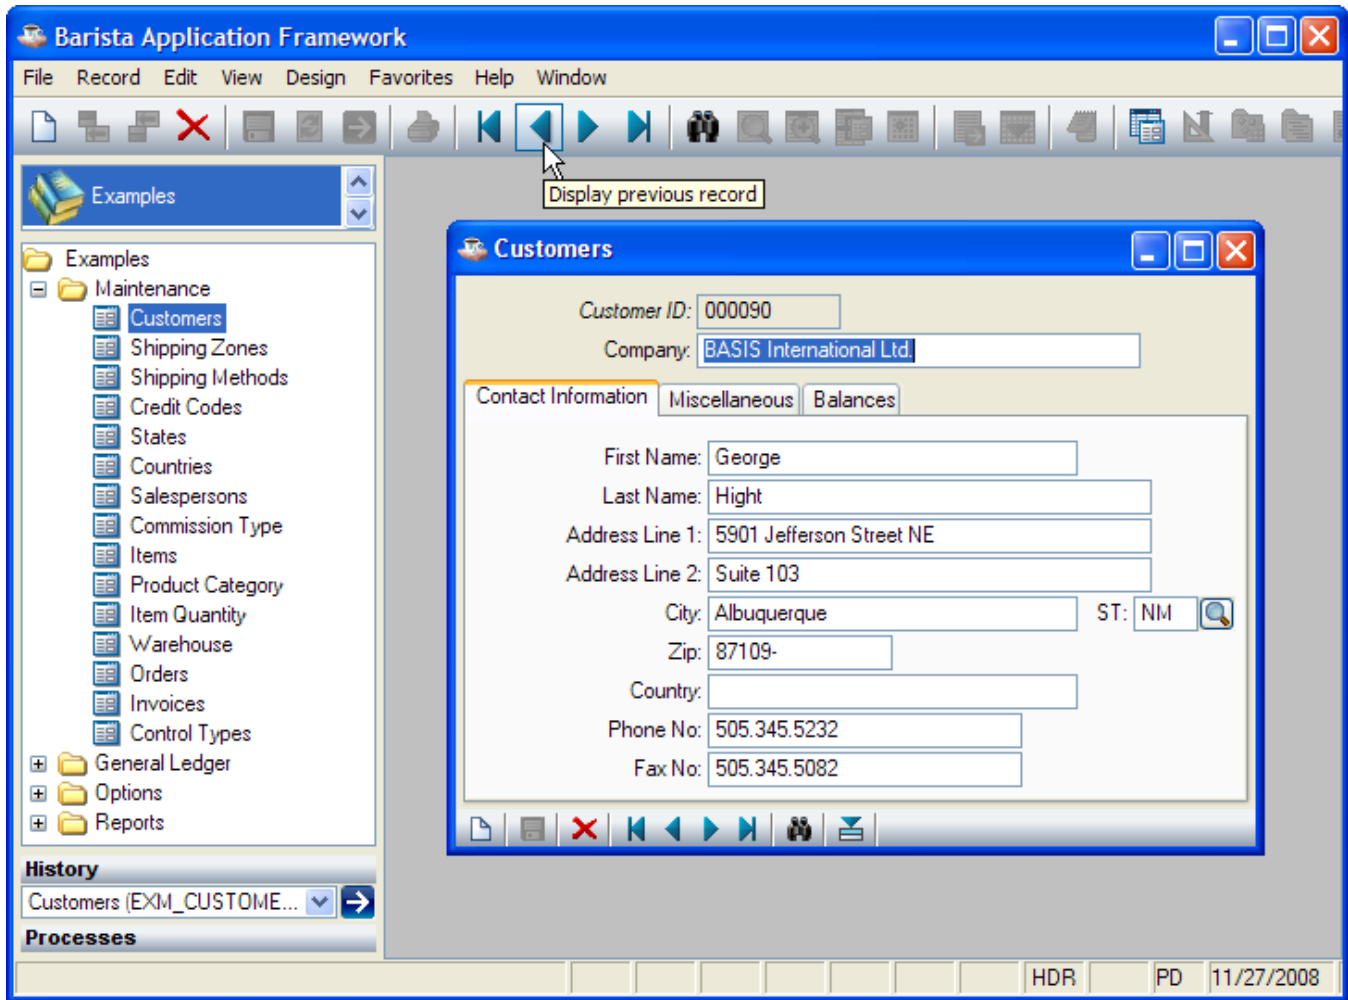 Barista Application Framework
File Record Edit View Design Favorites Help Window
Display previous record
Examples
Examples
Maintenance
Customers
Shipping Zones
Shipping Methods
Credit Codes
States
Countries
Salespersons
Commission Type
Items
Product Category
Item Quantity
Warehouse
Orders
Invoices
Control Types
General Ledger
Options
Reports
History
Customers (EXM_CUSTOME...
Processes
Customers
Customer ID: 000090
Company: BASIS International Ltd.
Contact Information Miscellaneous Balances
First Name: George
Last Name: Hight
Address Line 1: 5901 Jefferson Street NE
Address Line 2: Suite 103
City: Albuquerque ST: NM
Zip: 87109-
Country:
Phone No: 505.345.5232
Fax No: 505.345.5082
HDR PD 11/27/2008